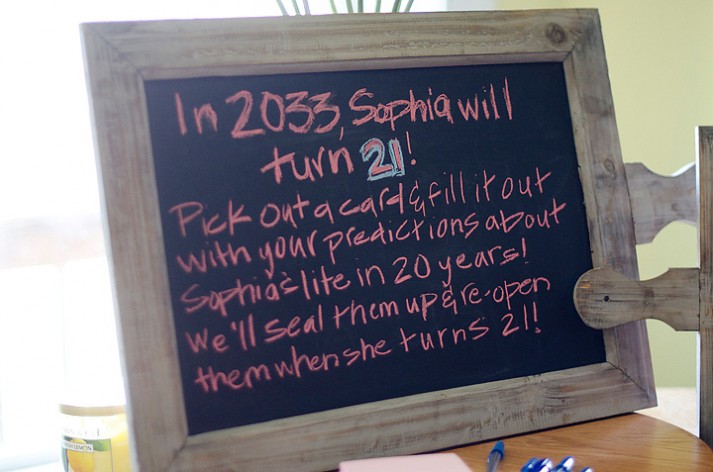 In 2033, Sophia will
turn 21!
Pick out a card & fill it out
with your predictions about
Sophia's life in 20 years!
We'll seal them up & re-open
them when she turns 21!
LEMON